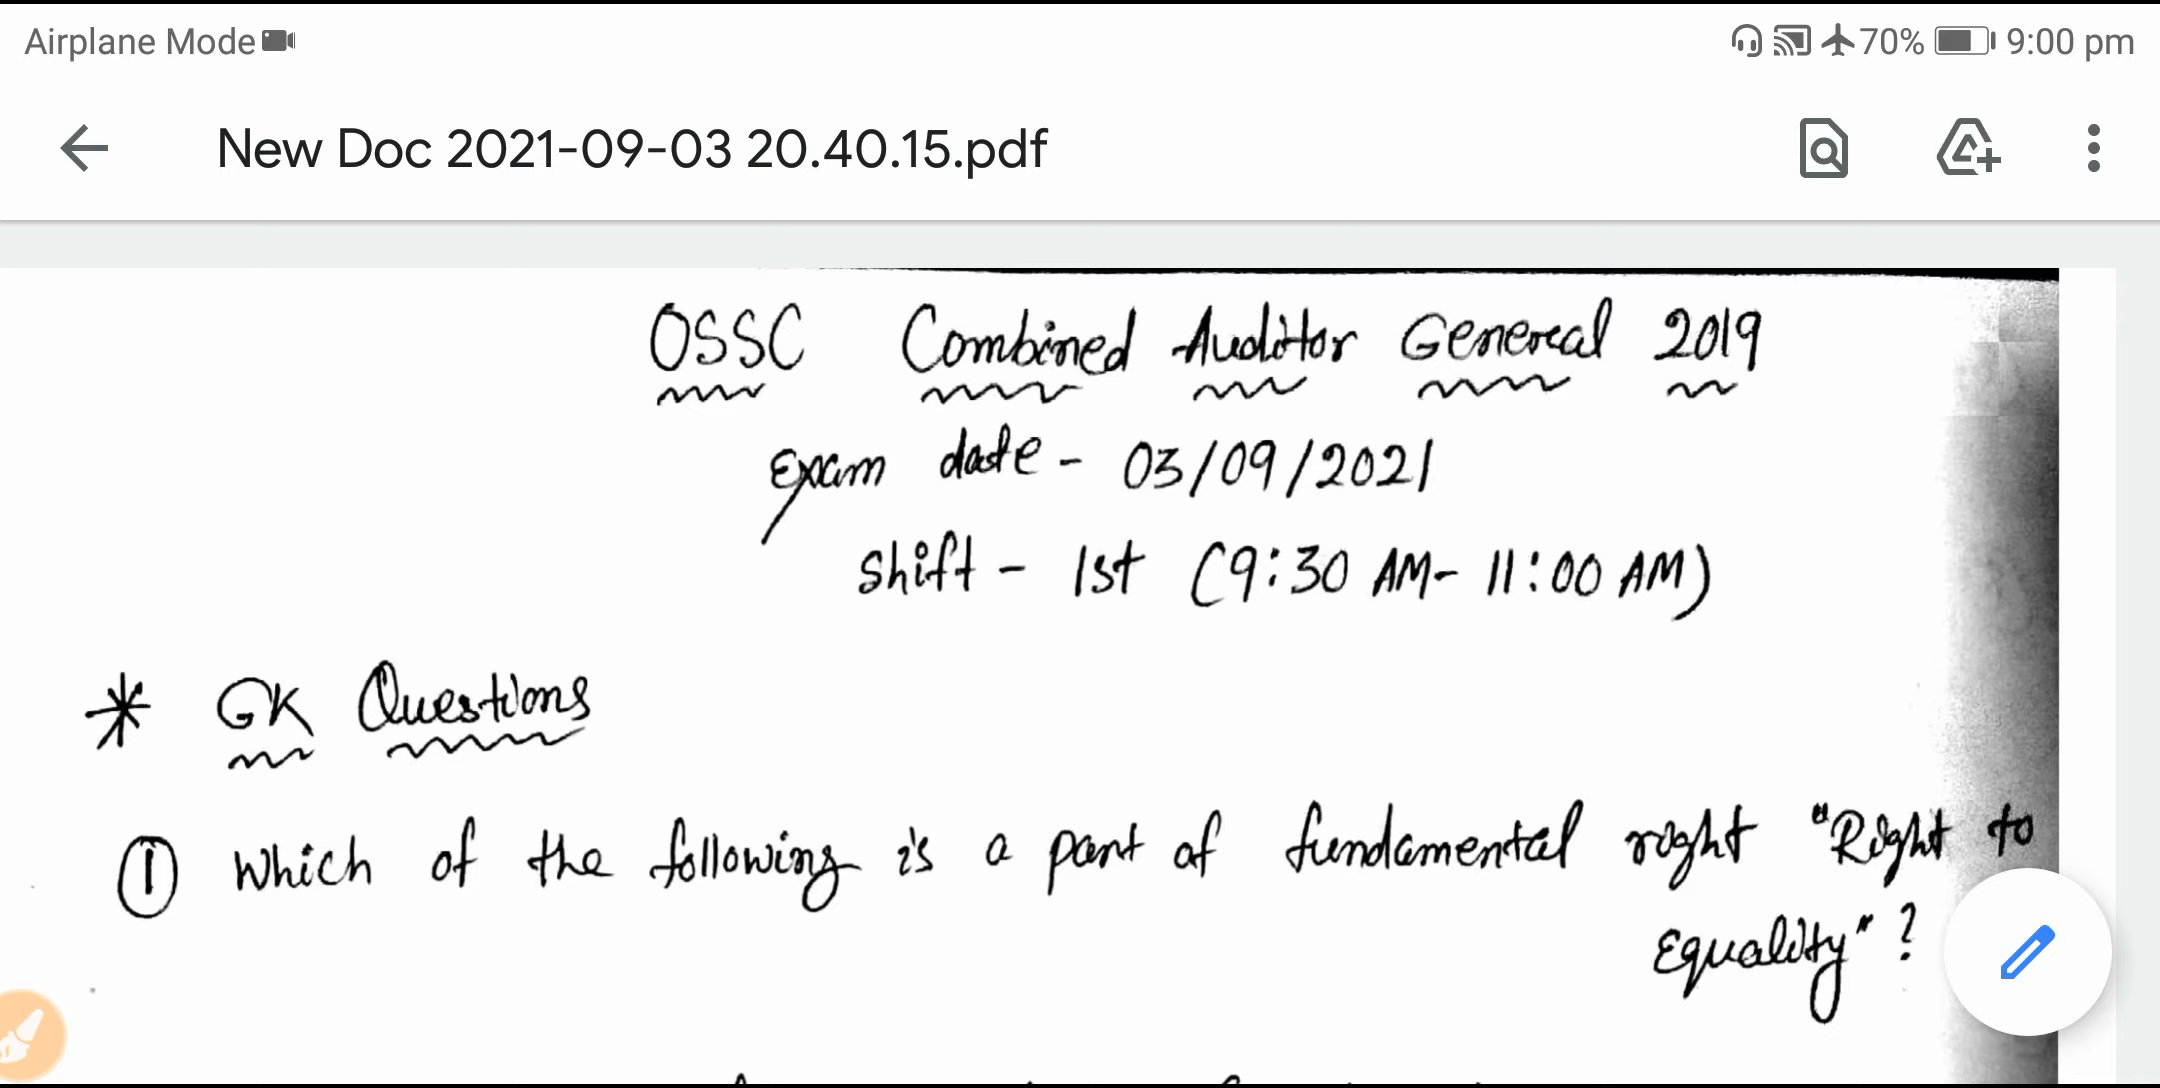 Airplane Mode
70% 9:00 pm
New Doc 2021-09-03 20.40.15.pdf
OSSC Combined Auditor Genereal 2019
Exam date - 03/09/2021
Shift - 1st (9:30 AM - 11:00 AM)
* GK Questions
① Which of the following is a part of fundamental right "Right to
Equality" ?